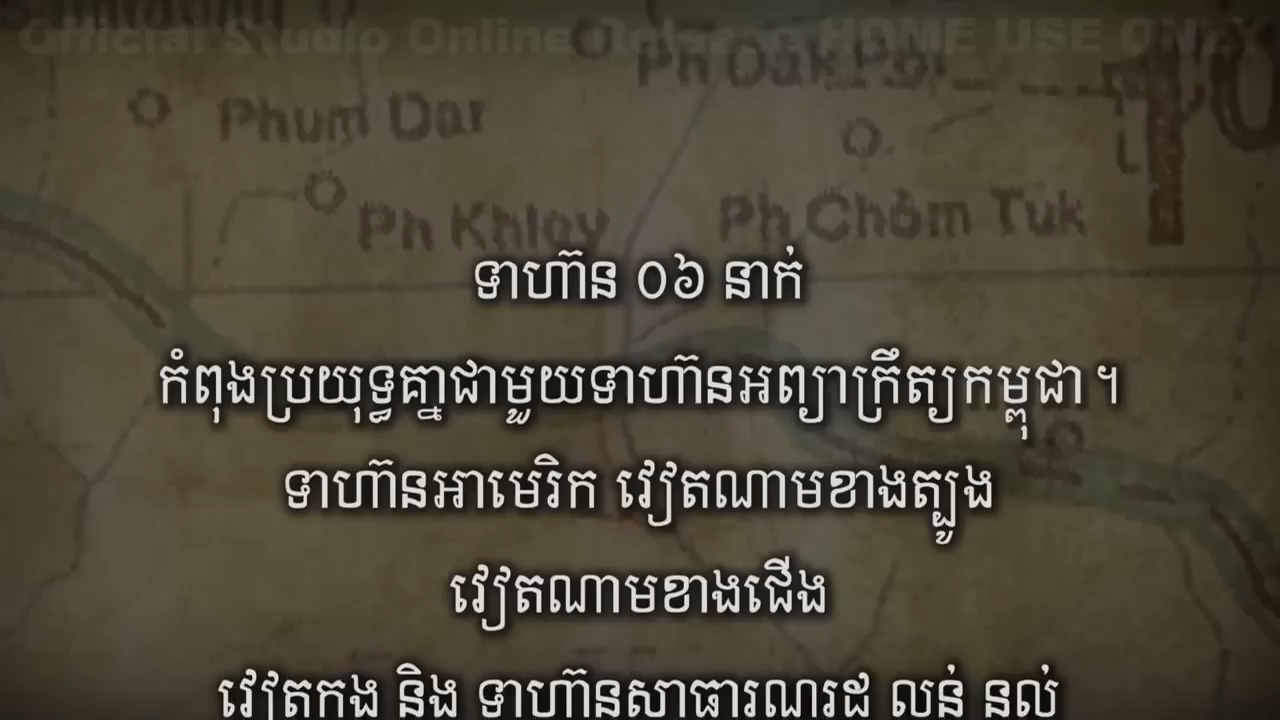 Official Studio Online Release HOME USE ONLY
Ph Dak Por
Phum Dar
Ph Khley
Ph Chôm Tuk
ទាហ៊ន ០៦ នាក់
កំពុងប្រយុទ្ធគ្នាជាមួយទាហ៊នអព្យាក្រឹត្យកម្ពុជា។
ទាហ៊នអាមេរិក វៀតណាមខាងត្បូង
វៀតណាមខាងជើង
វៀតកុង និង ទាហ៊នសាធារណរដ លន់ នល់